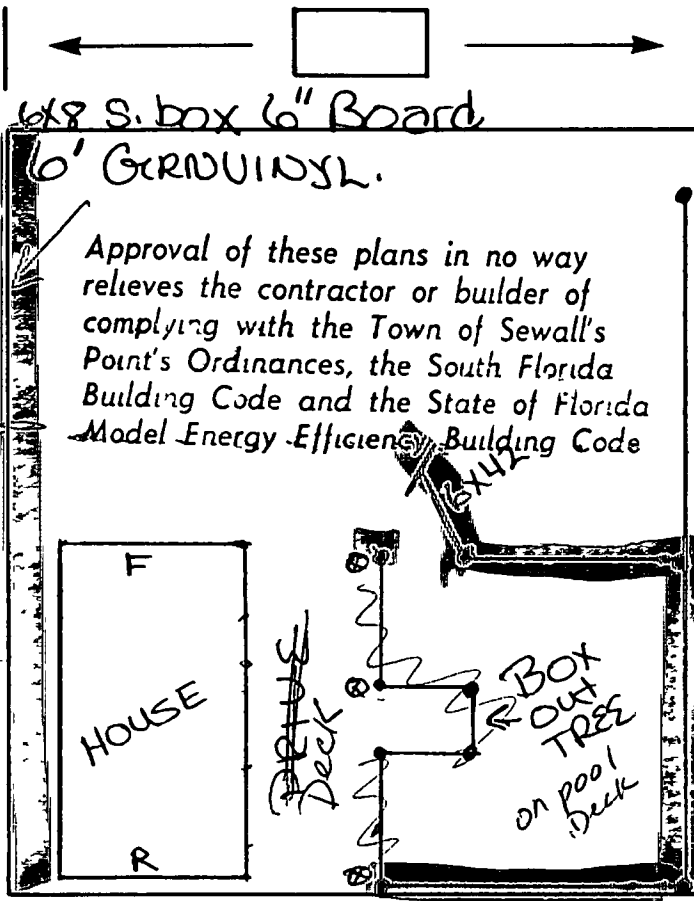 6x8 S. box 6" Board
6' GRNVINYL.
Approval of these plans in no way
relieves the contractor or builder of
complying with the Town of Sewall's
Point's Ordinances, the South Florida
Building Code and the State of Florida
Model Energy Efficiency Building Code
6x42
F
HOUSE
R
DRIVE
Deck
BOX
OUT
TREE
on pool
Deck